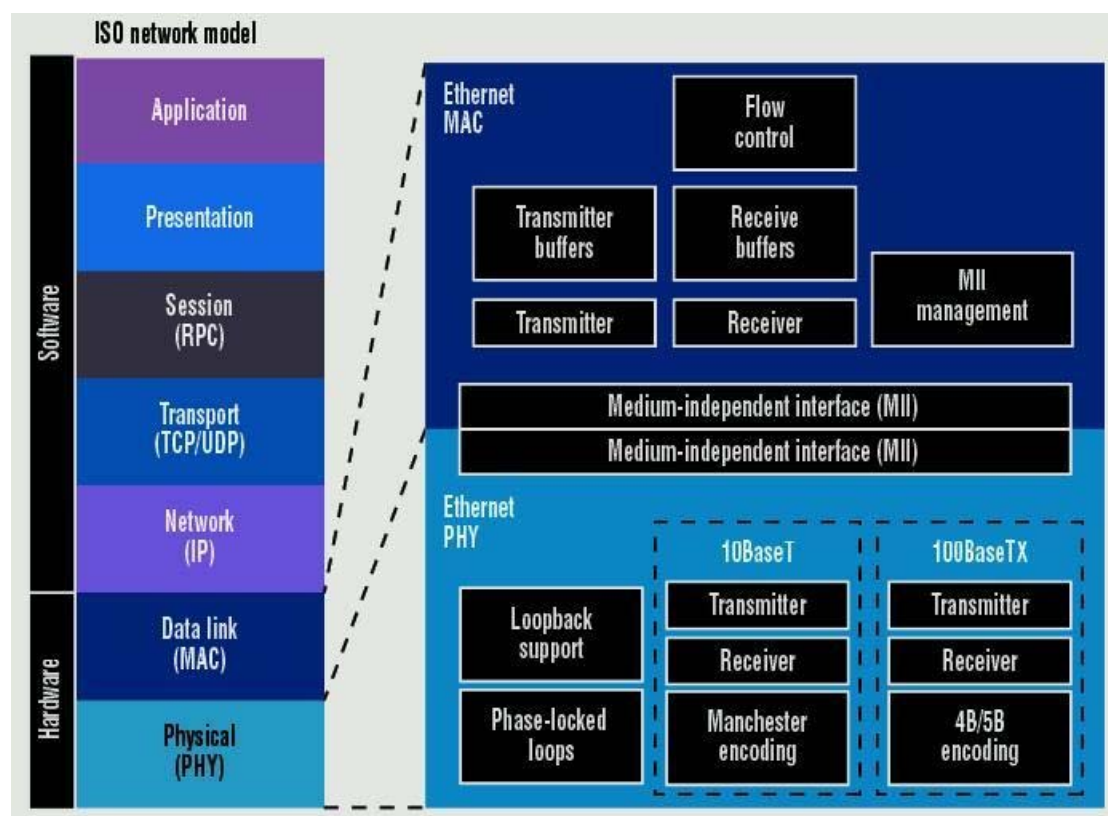 ISO network model
Software
Hardware
Application
Presentation
Session
(RPC)
Transport
(TCP/UDP)
Network
(IP)
Data link
(MAC)
Physical
(PHY)
Ethernet
MAC
Flow
control
Transmitter
buffers
Receive
buffers
MII
management
Transmitter
Receiver
Medium-independent interface (MII)
Medium-independent interface (MII)
Ethernet
PHY
Loopback
support
Phase-locked
loops
10BaseT
Transmitter
Receiver
Manchester
encoding
100BaseTX
Transmitter
Receiver
4B/5B
encoding